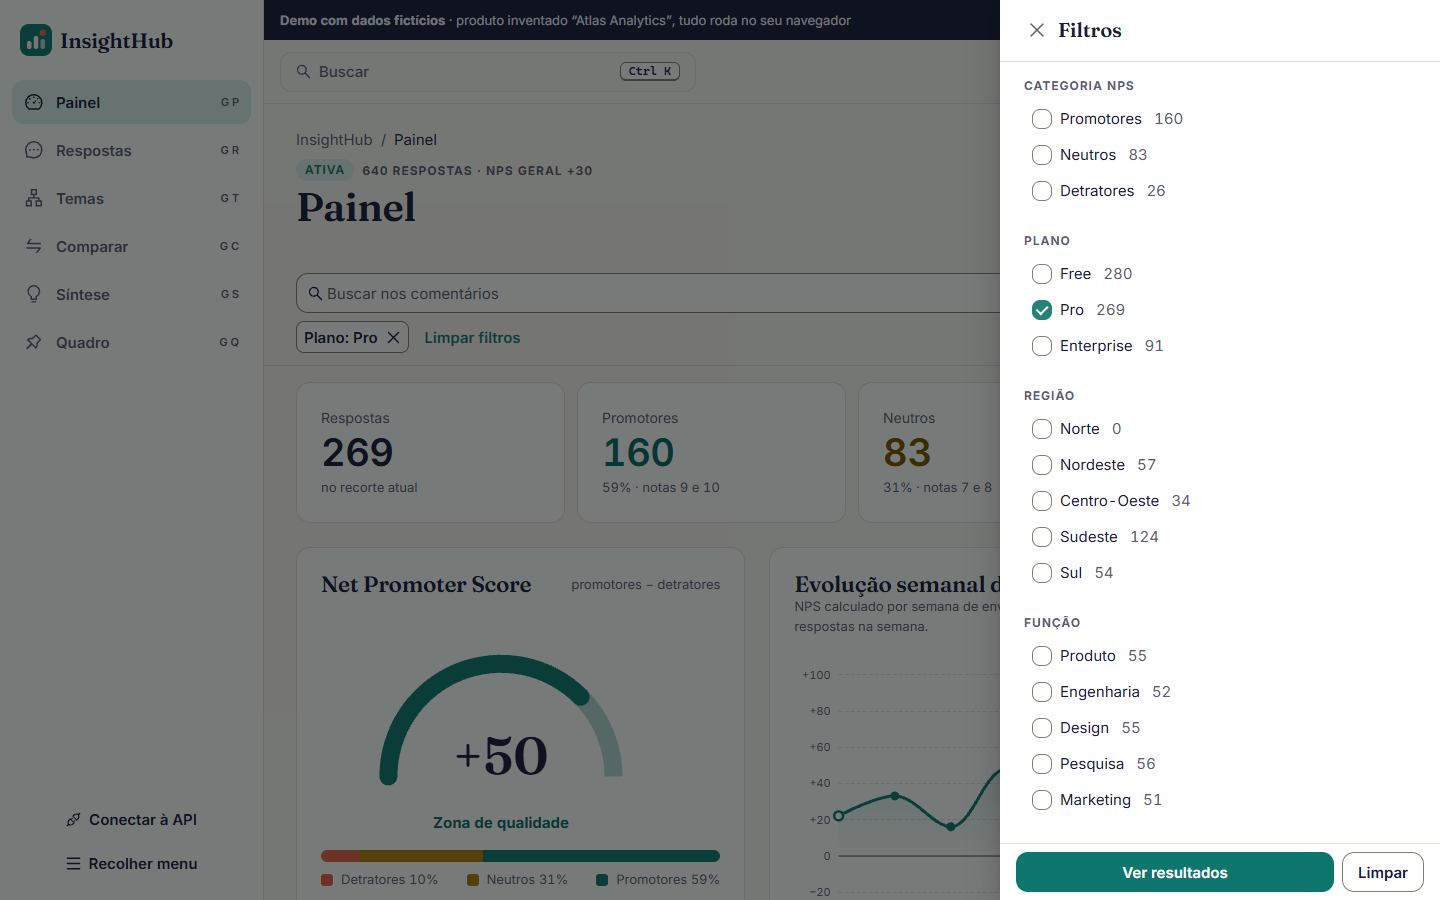 InsightHub
Painel
G P
Respostas
G R
Temas
G T
Comparar
G C
Síntese
G S
Quadro
G Q
Conectar à API
Recolher menu
Demo com dados fictícios · produto inventado “Atlas Analytics”, tudo roda no seu navegador
Buscar
Ctrl K
InsightHub / Painel
ATIVA
640 RESPOSTAS · NPS GERAL +30
Painel
Buscar nos comentários
Plano: Pro
Limpar filtros
Respostas
269
no recorte atual
Promotores
160
59% · notas 9 e 10
Neutros
83
31% · notas 7 e 8
Net Promoter Score
promotores – detratores
+50
Zona de qualidade
Detratores 10%
Neutros 31%
Promotores 59%
Evolução semanal d
NPS calculado por semana de en
respostas na semana.
+100
+80
+60
+40
+20
0
−20
Filtros
CATEGORIA NPS
Promotores 160
Neutros 83
Detratores 26
PLANO
Free 280
Pro 269
Enterprise 91
REGIÃO
Norte 0
Nordeste 57
Centro-Oeste 34
Sudeste 124
Sul 54
FUNÇÃO
Produto 55
Engenharia 52
Design 55
Pesquisa 56
Marketing 51
Ver resultados
Limpar